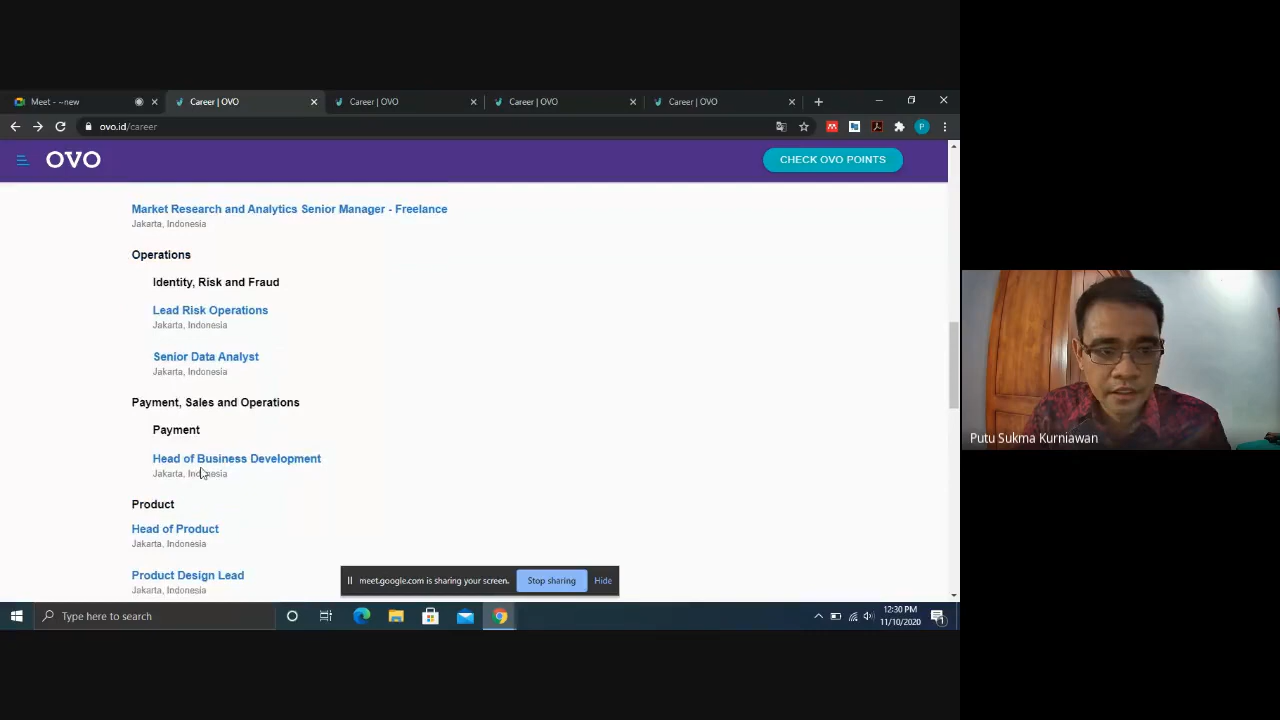 Meet - ~new
Career | OVO
Career | OVO
Career | OVO
Career | OVO
ovo.id/career
OVO
CHECK OVO POINTS
Market Research and Analytics Senior Manager - Freelance
Jakarta, Indonesia
Operations
Identity, Risk and Fraud
Lead Risk Operations
Jakarta, Indonesia
Senior Data Analyst
Jakarta, Indonesia
Payment, Sales and Operations
Payment
Head of Business Development
Jakarta, Indonesia
Product
Head of Product
Jakarta, Indonesia
Product Design Lead
Jakarta, Indonesia
meet.google.com is sharing your screen.
Stop sharing
Hide
Type here to search
12:30 PM
11/10/2020
1
P
Putu Sukma Kurniawan